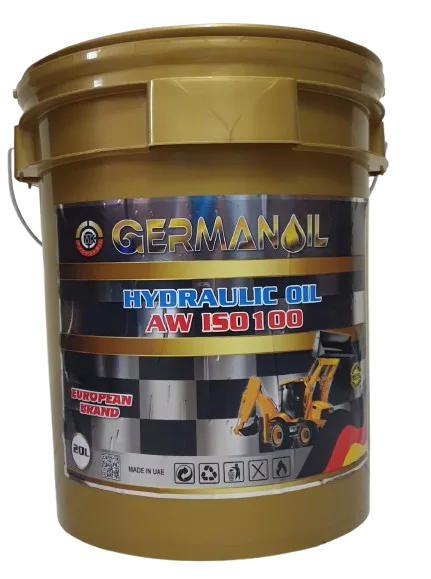 GERMANOIL
HYDRAULIC OIL
AW ISO100
EUROPEAN
BRAND
20L
MADE IN UAE